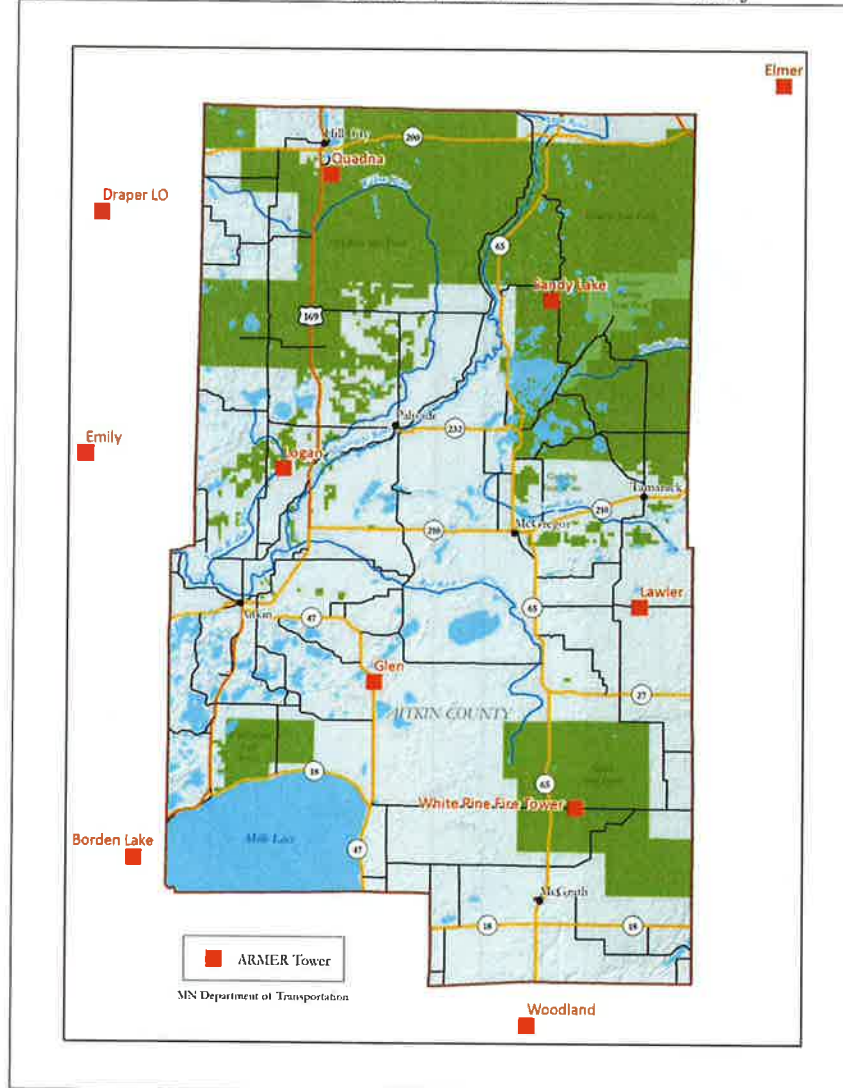 Elmer
200
Quadna
Draper LO
65
Sandy Lake
169
Palisade
232
Emily
Logan
Tamarack
210
210
McGregor
Aitkin
47
65
Lawler
Glen
27
AITKIN COUNTY
18
65
White Pine Fire Tower
Mille Lacs
47
Borden Lake
McGrath
18
18
ARMER Tower
MN Department of Transportation
Woodland